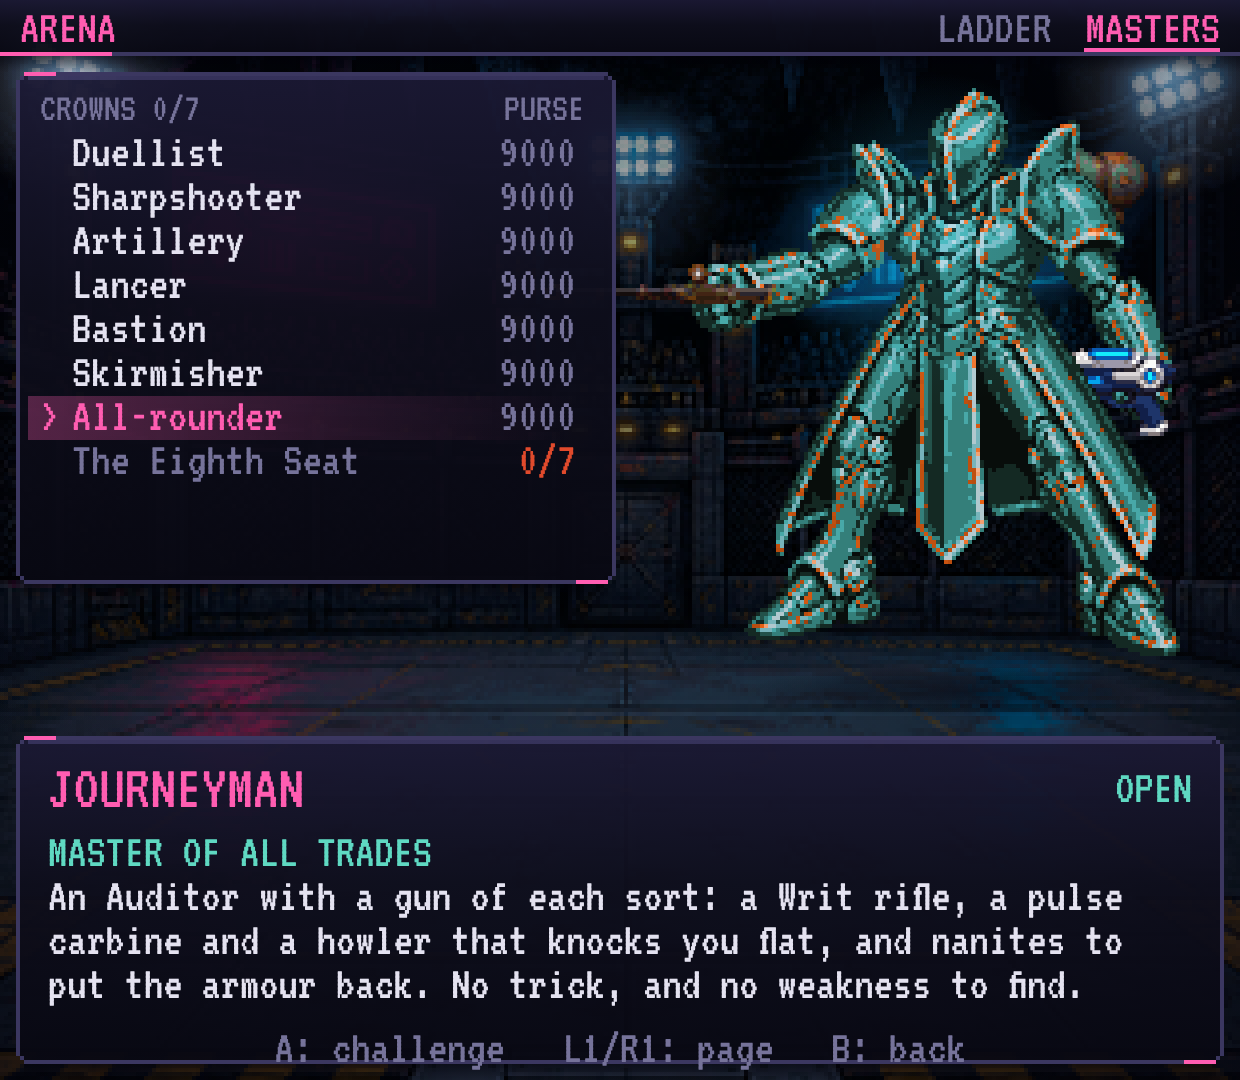 ARENA LADDER MASTERS
CROWNS 0/7 PURSE
Duellist 9000
Sharpshooter 9000
Artillery 9000
Lancer 9000
Bastion 9000
Skirmisher 9000
> All-rounder 9000
The Eighth Seat 0/7
JOURNEYMAN OPEN
MASTER OF ALL TRADES
An Auditor with a gun of each sort: a Writ rifle, a pulse
carbine and a howler that knocks you flat, and nanites to
put the armour back. No trick, and no weakness to find.
A: challenge L1/R1: page B: back